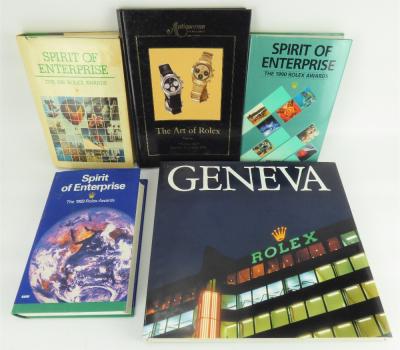 SPIRIT OF
ENTERPRISE
THE 1981 ROLEX AWARDS
Antiquorum
The Art of Rolex
SPIRIT OF
ENTERPRISE
THE 1990 ROLEX AWARDS
Spirit
of Enterprise
The 1993 Rolex Awards
GENEVA
ROLEX